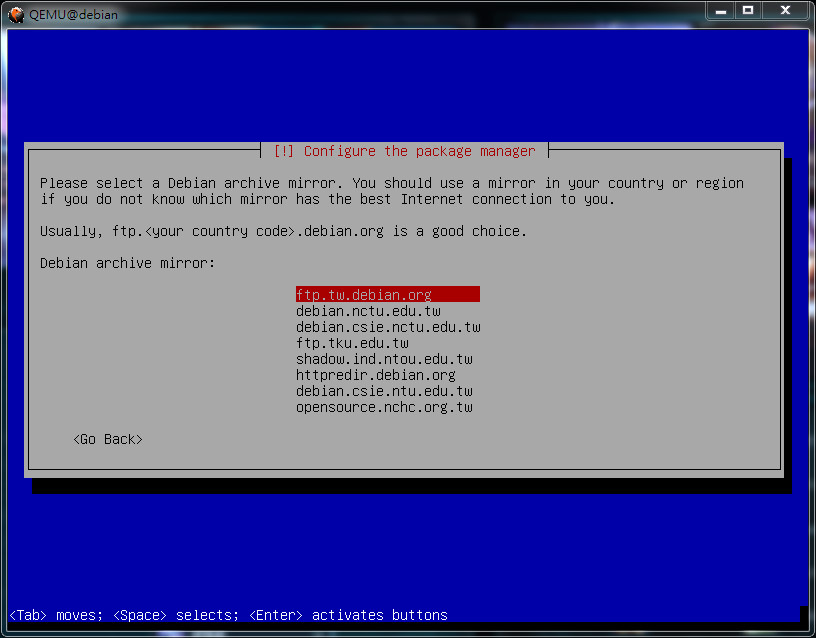 QEMU@debian
[!] Configure the package manager
Please select a Debian archive mirror. You should use a mirror in your country or region
if you do not know which mirror has the best Internet connection to you.
Usually, ftp.<your country code>.debian.org is a good choice.
Debian archive mirror:
ftp.tw.debian.org
debian.nctu.edu.tw
debian.csie.nctu.edu.tw
ftp.tku.edu.tw
shadow.ind.ntou.edu.tw
httpredir.debian.org
debian.csie.ntu.edu.tw
opensource.nchc.org.tw
<Go Back>
<Tab> moves; <Space> selects; <Enter> activates buttons